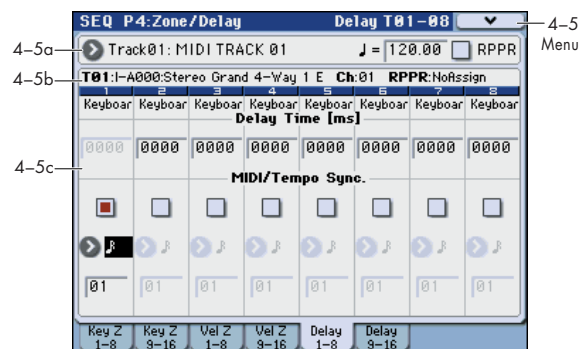 SEQ P4:Zone/Delay Delay T01-08
4-5
Menu
4-5a
Track01: MIDI TRACK 01 ♩= 120.00 RPPR
4-5b
T01:I-A000:Stereo Grand 4-Way 1 E Ch:01 RPPR:NoAssign
1 2 3 4 5 6 7 8
Keyboar Keyboar Keyboar Keyboar Keyboar Keyboar Keyboar Keyboar
Delay Time [ms]
0000 0000 0000 0000 0000 0000 0000 0000
4-5c
MIDI/Tempo Sync.
01 01 01 01 01 01 01 01
Key Z 1-8 Key Z 9-16 Vel Z 1-8 Vel Z 9-16 Delay 1-8 Delay 9-16